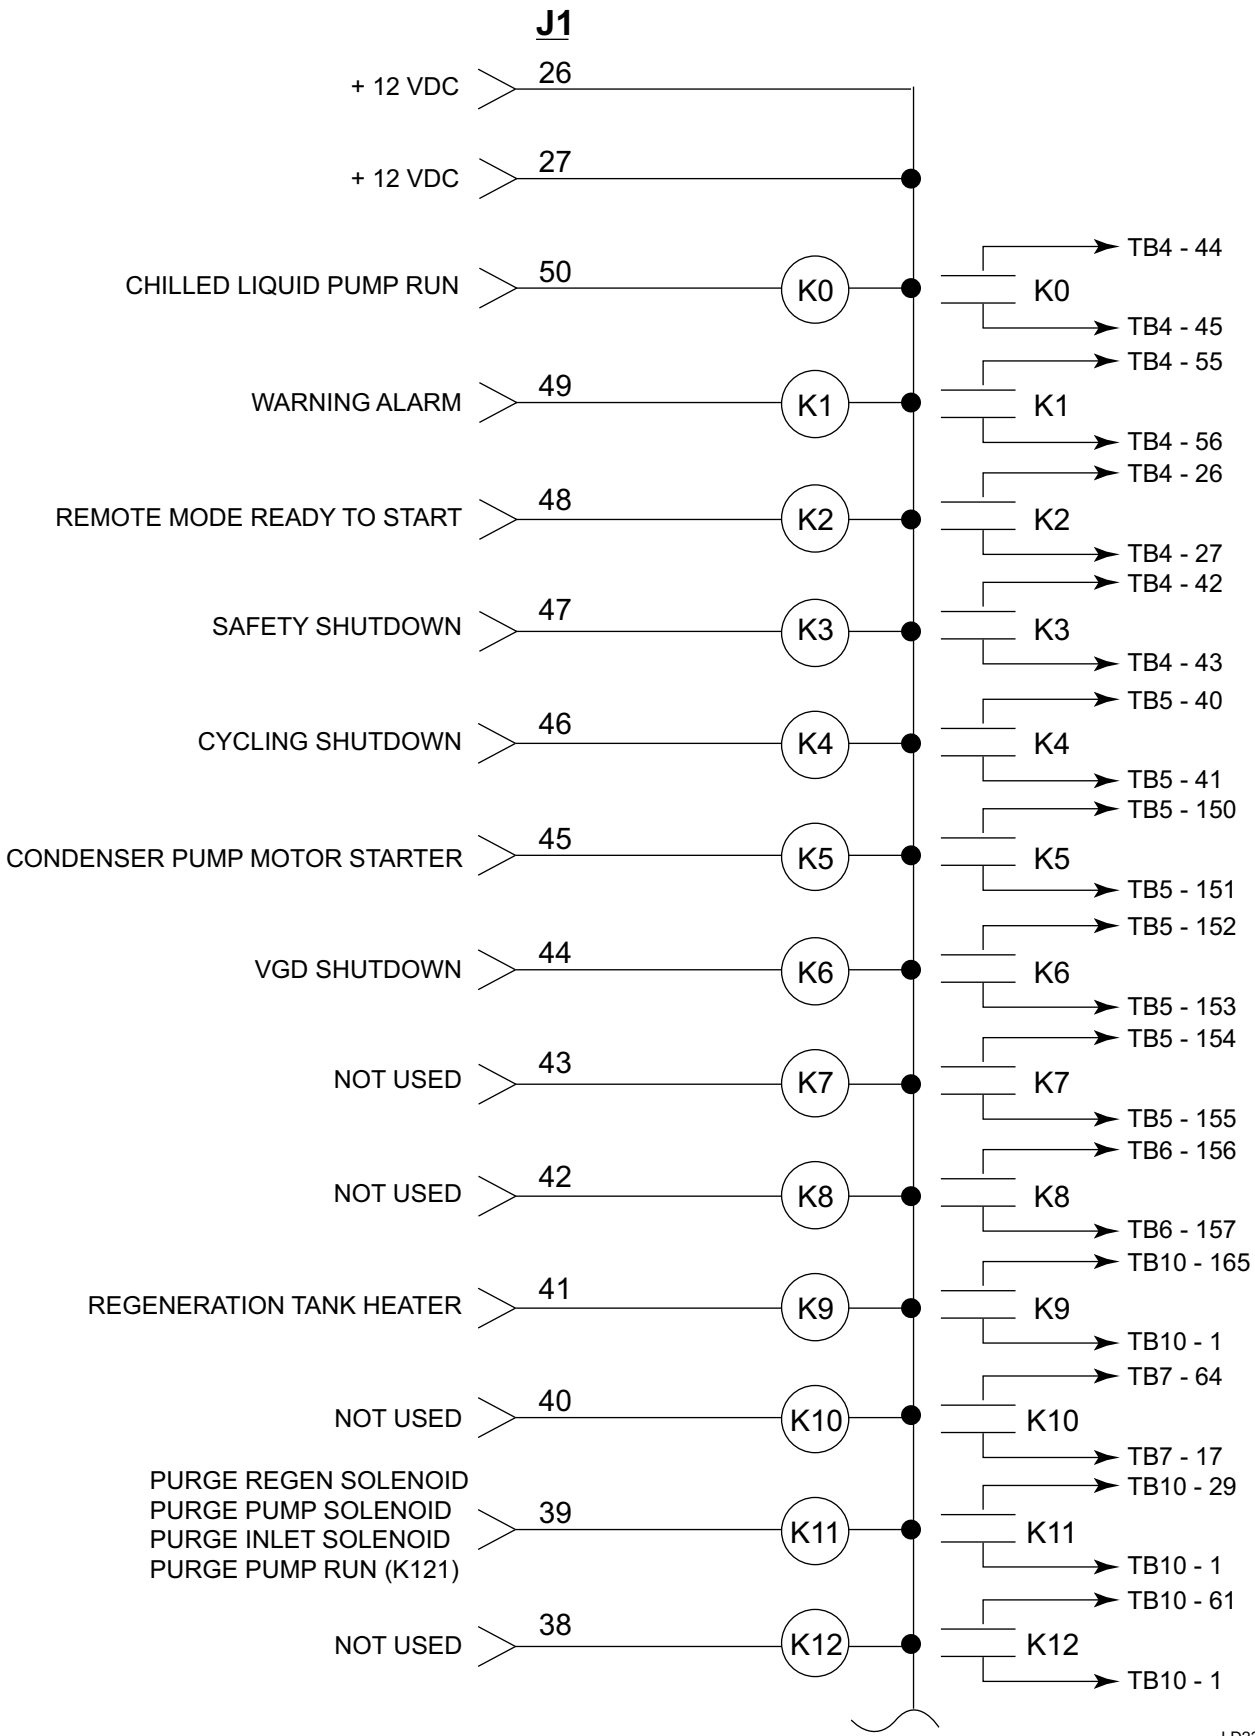 J1
+ 12 VDC 26
+ 12 VDC 27
CHILLED LIQUID PUMP RUN 50 K0 K0 TB4 - 44
TB4 - 45
WARNING ALARM 49 K1 K1 TB4 - 55
TB4 - 56
REMOTE MODE READY TO START 48 K2 K2 TB4 - 26
TB4 - 27
SAFETY SHUTDOWN 47 K3 K3 TB4 - 42
TB4 - 43
CYCLING SHUTDOWN 46 K4 K4 TB5 - 40
TB5 - 41
CONDENSER PUMP MOTOR STARTER 45 K5 K5 TB5 - 150
TB5 - 151
VGD SHUTDOWN 44 K6 K6 TB5 - 152
TB5 - 153
NOT USED 43 K7 K7 TB5 - 154
TB5 - 155
NOT USED 42 K8 K8 TB6 - 156
TB6 - 157
REGENERATION TANK HEATER 41 K9 K9 TB10 - 165
TB10 - 1
NOT USED 40 K10 K10 TB7 - 64
TB7 - 17
PURGE REGEN SOLENOID
PURGE PUMP SOLENOID
PURGE INLET SOLENOID
PURGE PUMP RUN (K121)
39 K11 K11 TB10 - 29
TB10 - 1
NOT USED 38 K12 K12 TB10 - 61
TB10 - 1